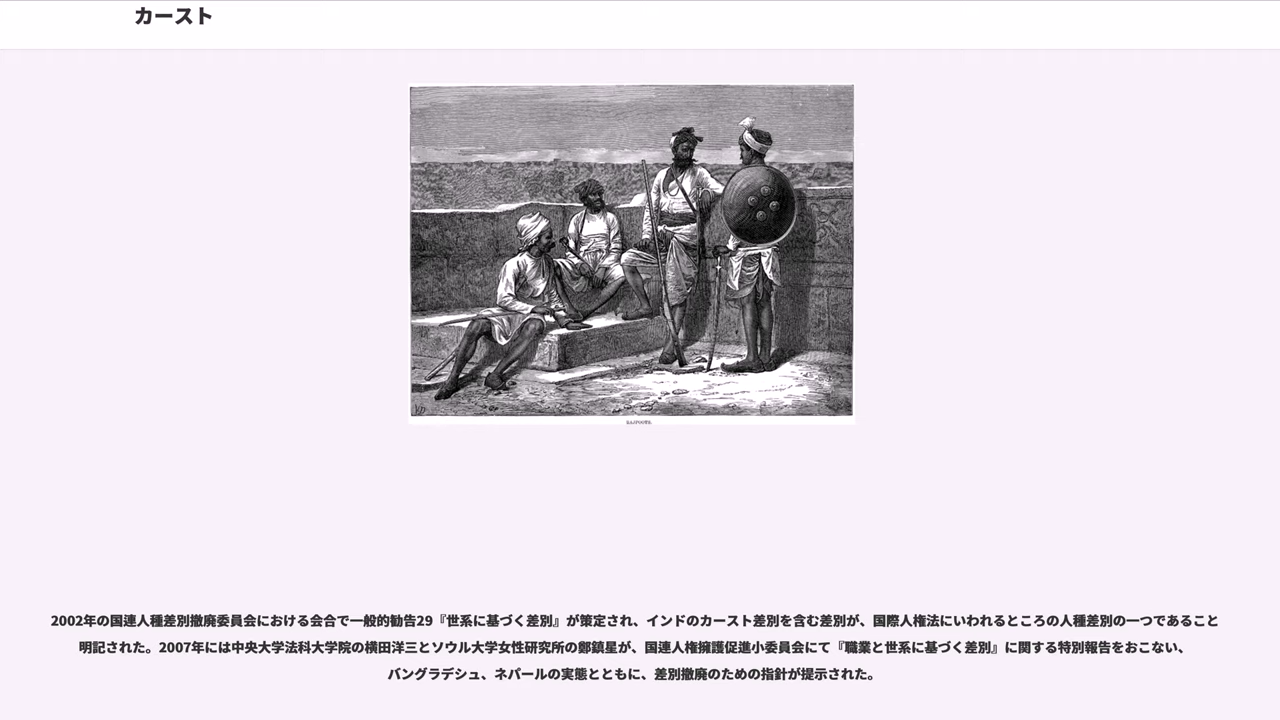 カースト
2002年の国連人種差別撤廃委員会における会合で一般的勧告29『世系に基づく差別』が策定され、インドのカースト差別を含む差別が、国際人権法にいわれるところの人種差別の一つであること
明記された。2007年には中央大学法科大学院の横田洋三とソウル大学女性研究所の鄭鎮星が、国連人権擁護促進小委員会にて『職業と世系に基づく差別』に関する特別報告をおこない、
バングラデシュ、ネパールの実態とともに、差別撤廃のための指針が提示された。